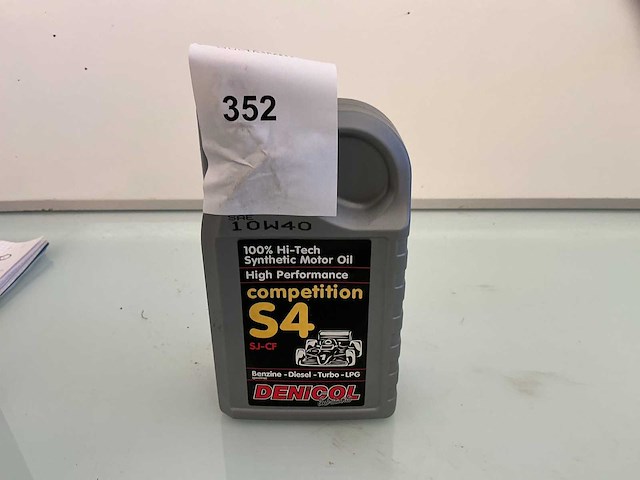 352
SAE
10W40
100% Hi-Tech
Synthetic Motor Oil
High Performance
competition
S4
SJ-CF
Benzine - Diesel - Turbo - LPG
DENICOL